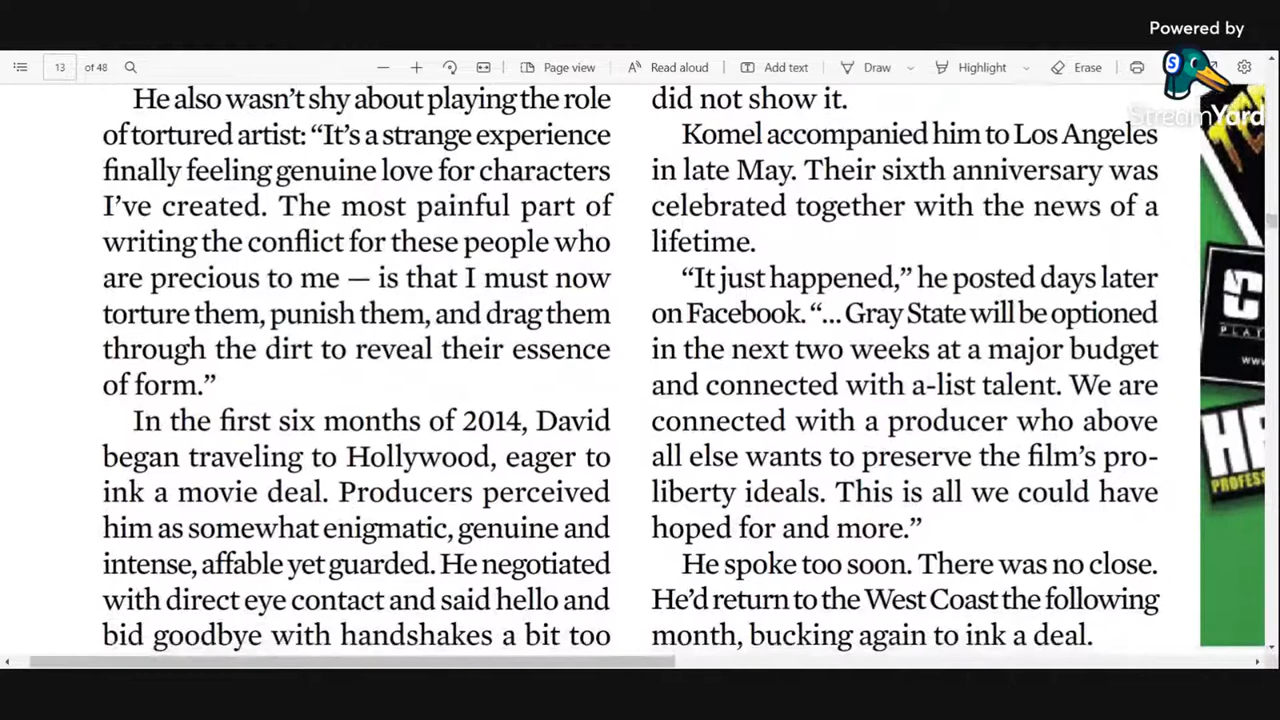 Powered by
StreamYard
13 of 48
Page view
Read aloud
Add text
Draw
Highlight
Erase
He also wasn’t shy about playing the role
of tortured artist: “It’s a strange experience
finally feeling genuine love for characters
I’ve created. The most painful part of
writing the conflict for these people who
are precious to me — is that I must now
torture them, punish them, and drag them
through the dirt to reveal their essence
of form.”
In the first six months of 2014, David
began traveling to Hollywood, eager to
ink a movie deal. Producers perceived
him as somewhat enigmatic, genuine and
intense, affable yet guarded. He negotiated
with direct eye contact and said hello and
bid goodbye with handshakes a bit too
did not show it.
Komel accompanied him to Los Angeles
in late May. Their sixth anniversary was
celebrated together with the news of a
lifetime.
“It just happened,” he posted days later
on Facebook. “... Gray State will be optioned
in the next two weeks at a major budget
and connected with a-list talent. We are
connected with a producer who above
all else wants to preserve the film’s pro-
liberty ideals. This is all we could have
hoped for and more.”
He spoke too soon. There was no close.
He’d return to the West Coast the following
month, bucking again to ink a deal.